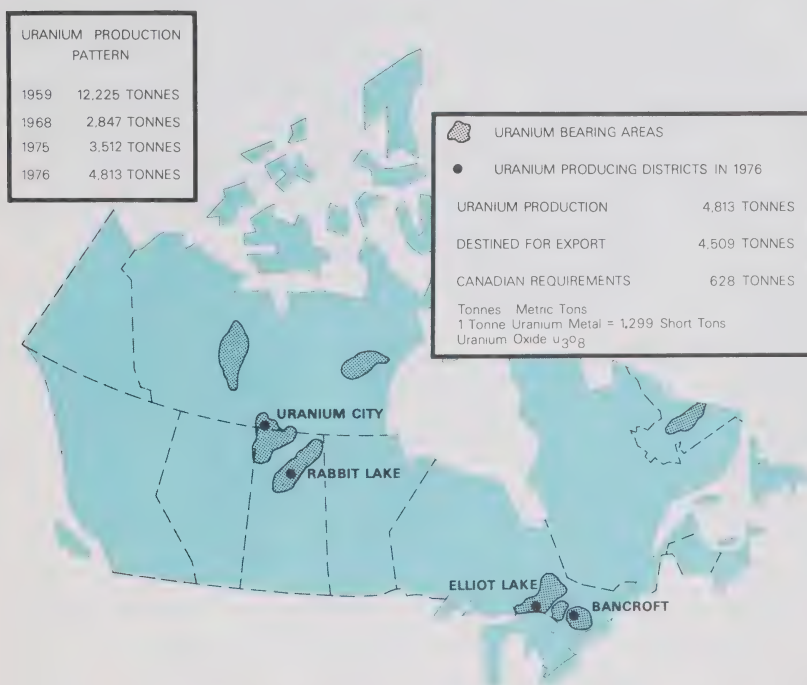 URANIUM PRODUCTION
PATTERN
1959 12,225 TONNES
1968 2.847 TONNES
1975 3.512 TONNES
1976 4.813 TONNES
URANIUM BEARING AREAS
URANIUM PRODUCING DISTRICTS IN 1976
URANIUM PRODUCTION 4,813 TONNES
DESTINED FOR EXPORT 4.509 TONNES
CANADIAN REQUIREMENTS 628 TONNES
Tonnes Metric Tons
1 Tonne Uranium Metal = 1,299 Short Tons
Uranium Oxide u3o8
URANIUM CITY
RABBIT LAKE
ELLIOT LAKE
BANCROFT